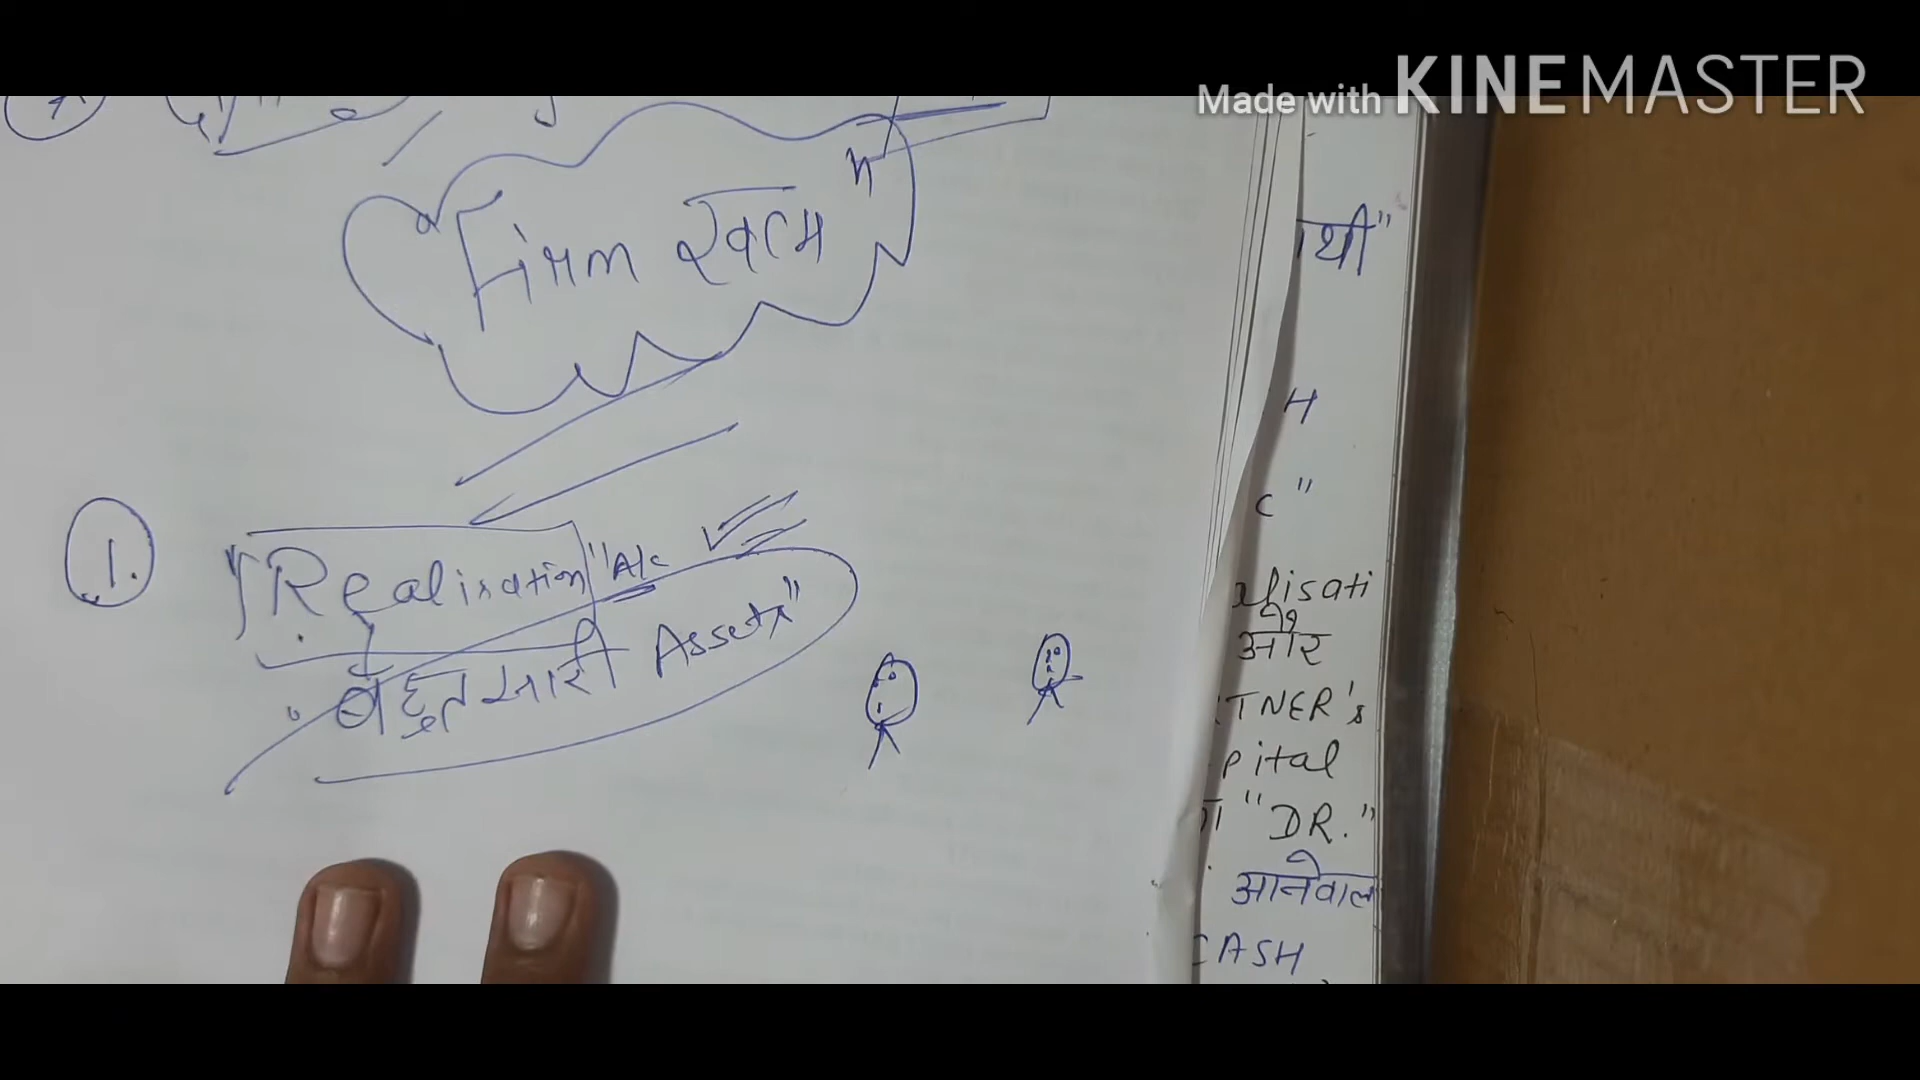 Made with KINEMASTER
Firm खत्म"
1. "Realisation" A/c
बहुत सारी Assets"
थी"
H
c "
alisati
और
TNER's
pital
"DR."
आनेवाल
CASH